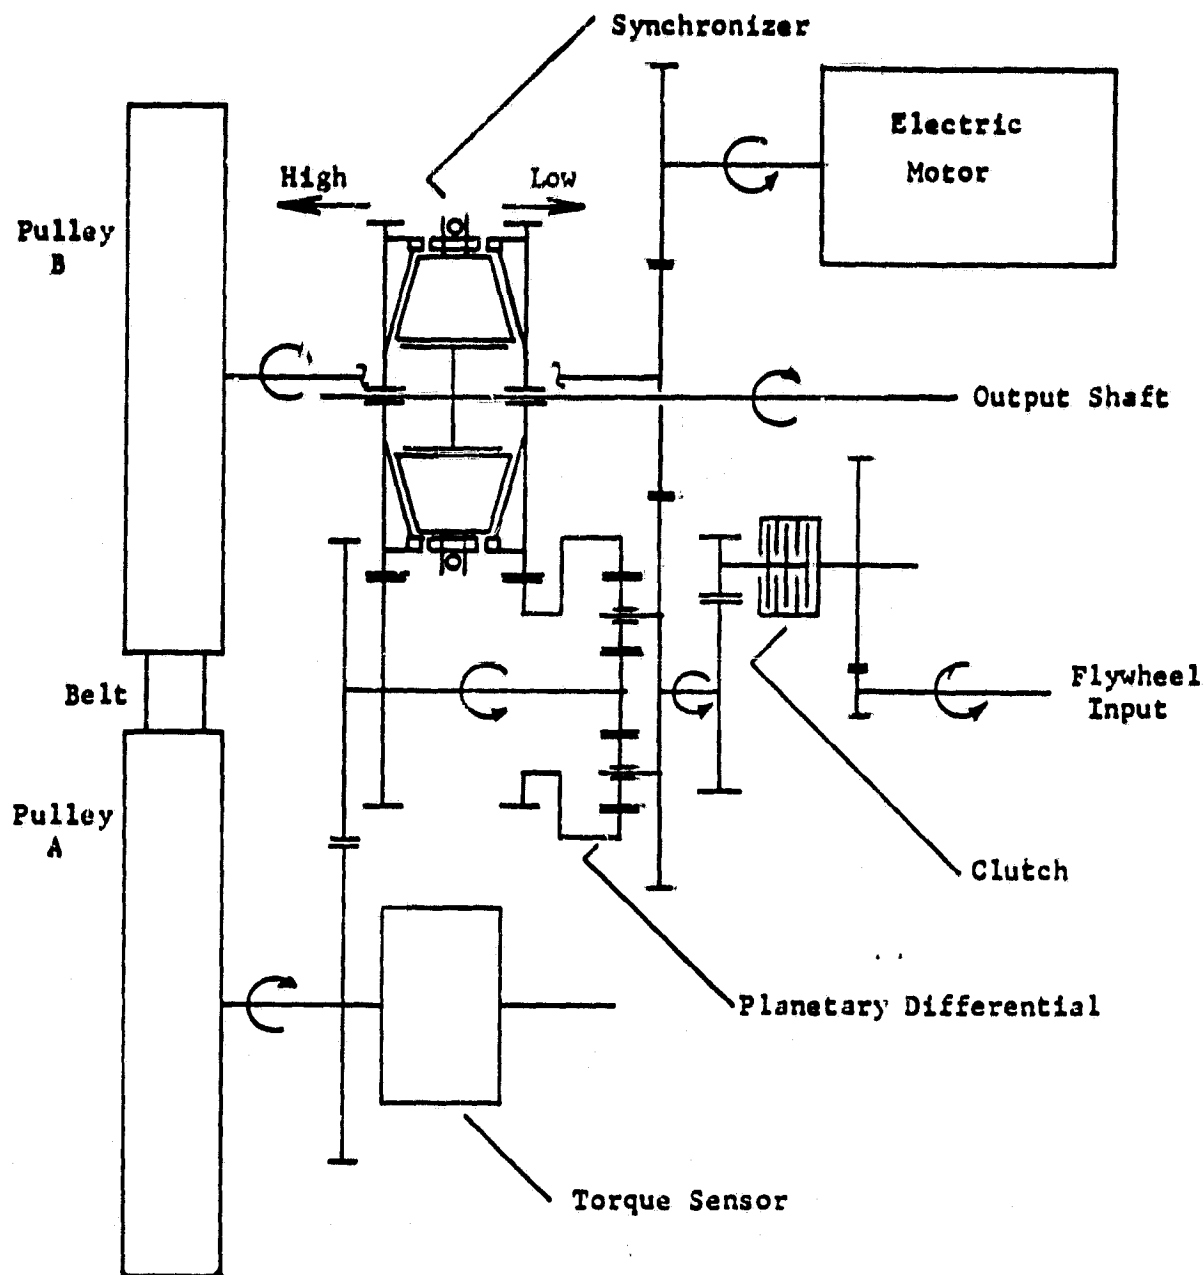 Synchronizer
Electric
Motor
High
Low
Pulley
B
Output Shaft
Belt
Flywheel
Input
Pulley
A
Clutch
Planetary Differential
Torque Sensor